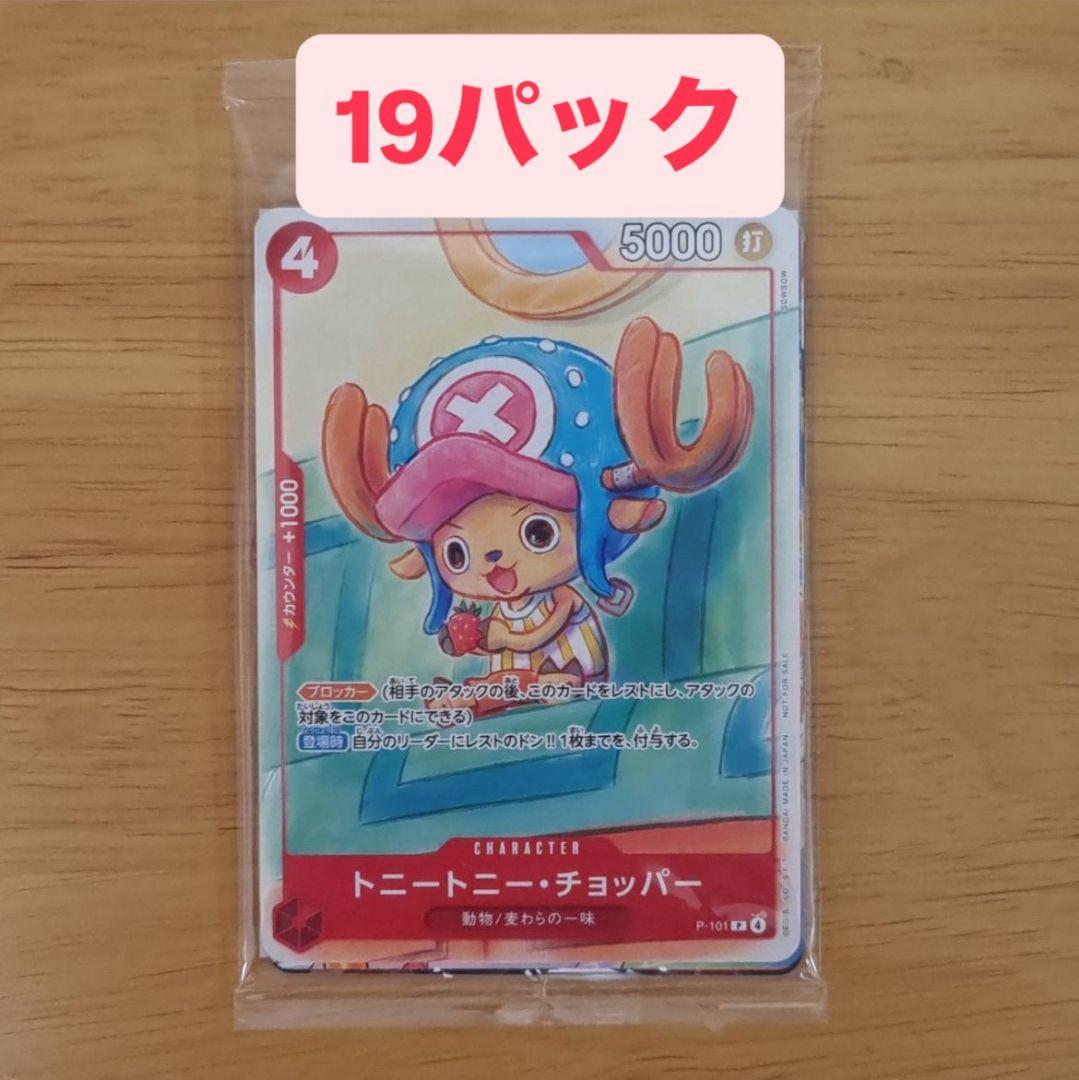 19パック
4
5000 打
カウンター +1000
ブロッカー (相手のアタックの後、このカードをレストにし、アタックの
対象をこのカードにできる)
登場時 自分のリーダーにレストのドン!!1枚までを、付与する。
CHARACTER
トニートニー・チョッパー
動物/麦わらの一味
P-101 P 4
BANDAI MADE IN JAPAN NOT FOR SALE